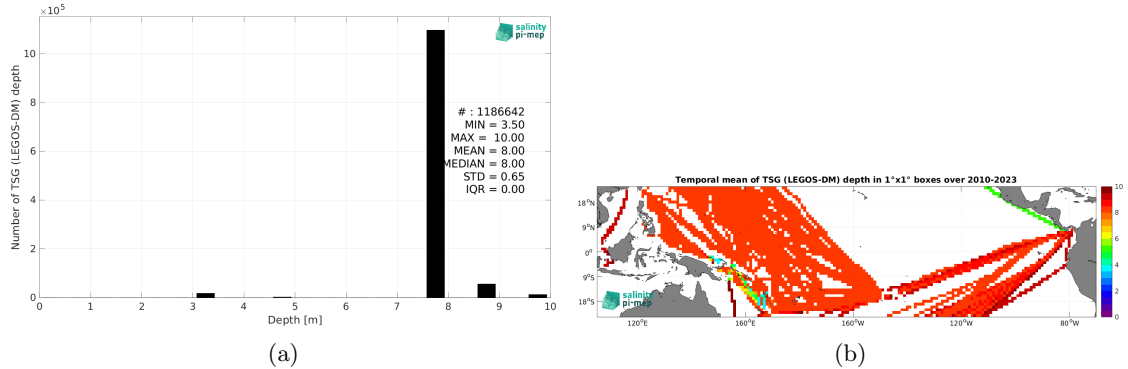 ×10⁵
10
8
6
4
2
0
Number of TSG (LEGOS-DM) depth
salinity
pi-mep
# : 1186642
MIN = 3.50
MAX = 10.00
MEAN = 8.00
MEDIAN = 8.00
STD = 0.65
IQR = 0.00
1 2 3 4 5 6 7 8 9 10
Depth [m]
(a)
Temporal mean of TSG (LEGOS-DM) depth in 1°x1° boxes over 2010-2023
18°N
9°N
0°
9°S
18°S
salinity
pi-mep
120°E 160°E 160°W 120°W 80°W
10
8
6
4
2
0
(b)